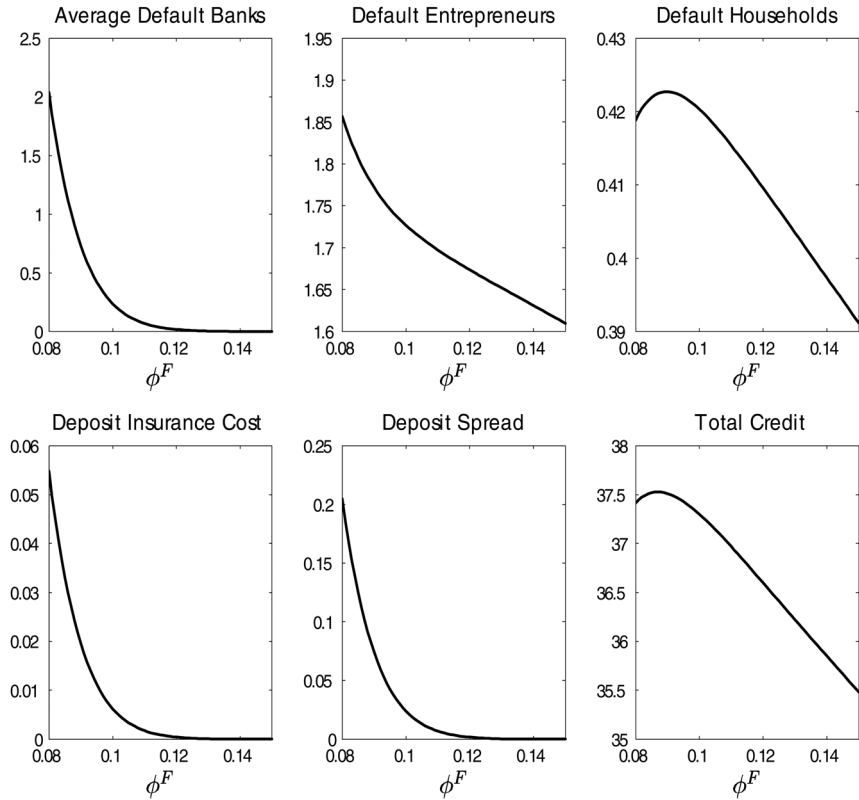 Average Default Banks
2.5
2
1.5
1
0.5
0
0.08 0.1 0.12 0.14
ϕ^F
Default Entrepreneurs
1.95
1.9
1.85
1.8
1.75
1.7
1.65
1.6
0.08 0.1 0.12 0.14
ϕ^F
Default Households
0.43
0.42
0.41
0.4
0.39
0.08 0.1 0.12 0.14
ϕ^F
Deposit Insurance Cost
0.06
0.05
0.04
0.03
0.02
0.01
0
0.08 0.1 0.12 0.14
ϕ^F
Deposit Spread
0.25
0.2
0.15
0.1
0.05
0
0.08 0.1 0.12 0.14
ϕ^F
Total Credit
38
37.5
37
36.5
36
35.5
35
0.08 0.1 0.12 0.14
ϕ^F